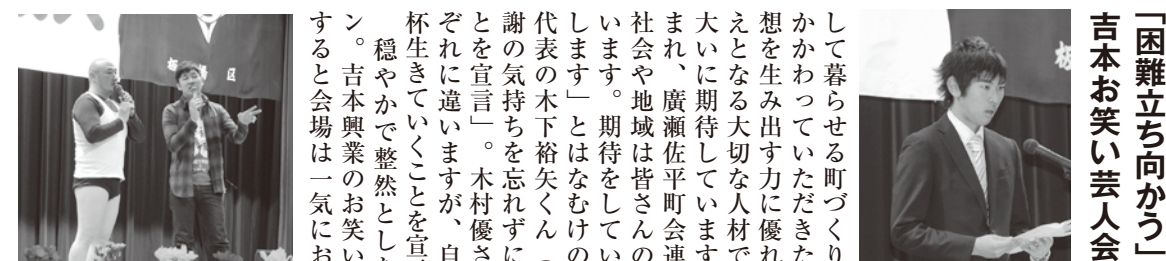 「困難立ち向かう」
吉本お笑い芸人会
して暮らせる町づくり
かかわっていただきた
想を生み出す力に優れ
えとなる大切な人材で
大いに期待しています
まれ、廣瀬佐平町会連
社会や地域は皆さんの
います。期待をしてい
します」とはなむけの
代表の木下裕矢くん
謝の気持ちを忘れずに
とを宣言」。木村優さ
ぞれに違いますが、自
杯生きていくことを宣
穏やかで整然とし
ン。吉本興業のお笑い
すると会場は一気にお
区